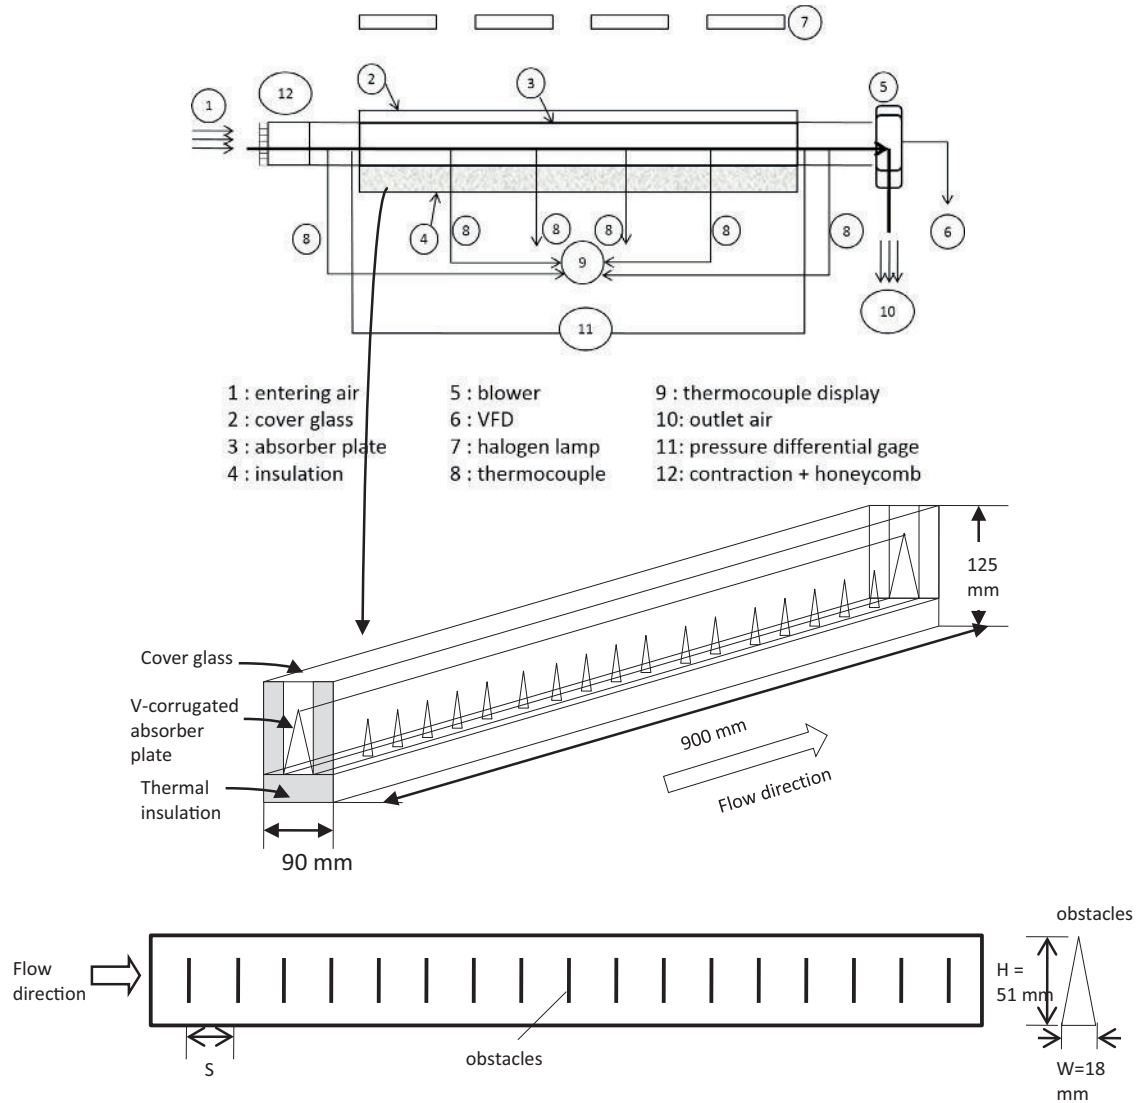 7
2
3
5
12
1
8
4
8
8
8
8
8
6
9
10
11
1 : entering air
2 : cover glass
3 : absorber plate
4 : insulation
5 : blower
6 : VFD
7 : halogen lamp
8 : thermocouple
9 : thermocouple display
10: outlet air
11: pressure differential gage
12: contraction + honeycomb
125
mm
Cover glass
V-corrugated
absorber
plate
Thermal
insulation
900 mm
Flow direction
90 mm
obstacles
Flow
direction
H =
51 mm
S
obstacles
W=18
mm